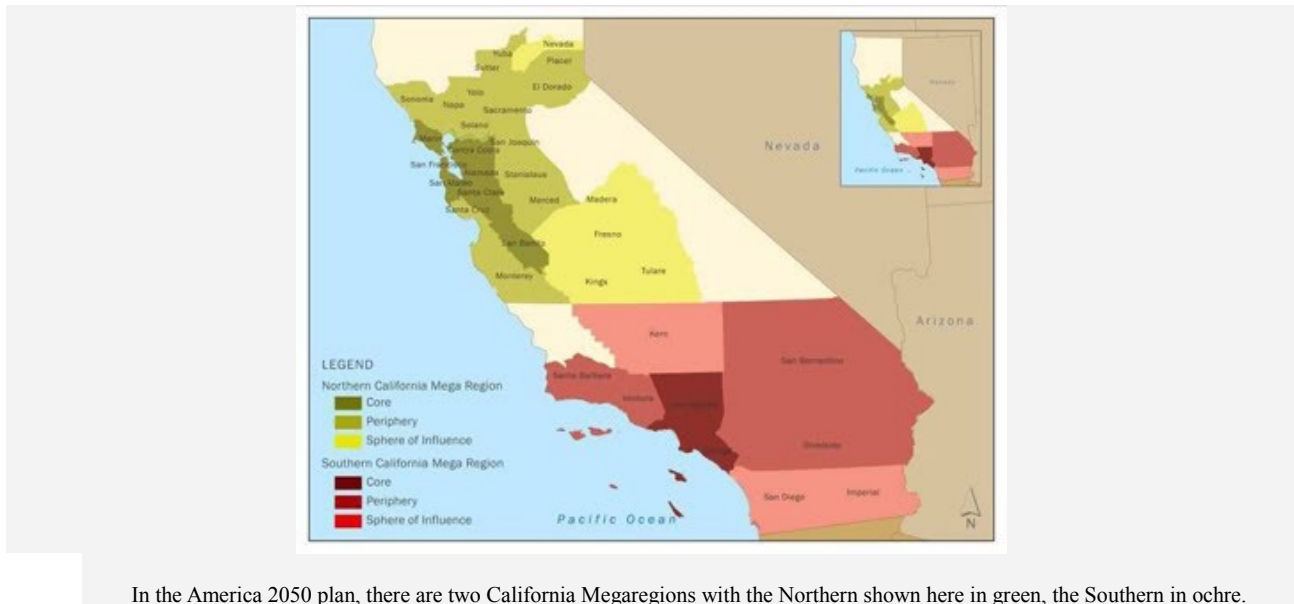 Nevada
Yuba
Placer
Sutter
El Dorado
Yolo
Sonoma
Napa
Sacramento
Solano
Marin
San Joaquin
Contra Costa
San Francisco
Alameda
Stanislaus
San Mateo
Santa Clara
Santa Cruz
Merced
Madera
San Benito
Fresno
Monterey
Kings
Tulare
Nevada
Nevada
Pacific Ocean
Arizona
Kern
San Bernardino
Santa Barbara
Ventura
Riverside
San Diego
Imperial
LEGEND
Northern California Mega Region
Core
Periphery
Sphere of Influence
Southern California Mega Region
Core
Periphery
Sphere of Influence
Pacific Ocean
N
In the America 2050 plan, there are two California Megaregions with the Northern shown here in green, the Southern in ochre.